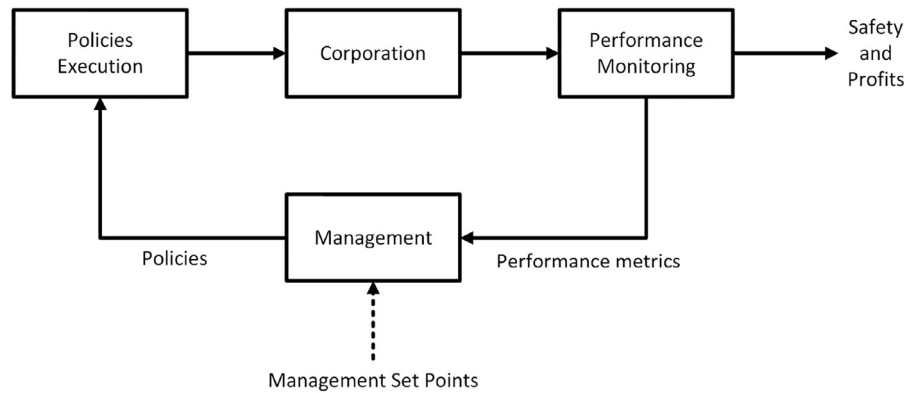 Policies
Execution
Corporation
Performance
Monitoring
Safety
and
Profits
Management
Policies
Performance metrics
Management Set Points